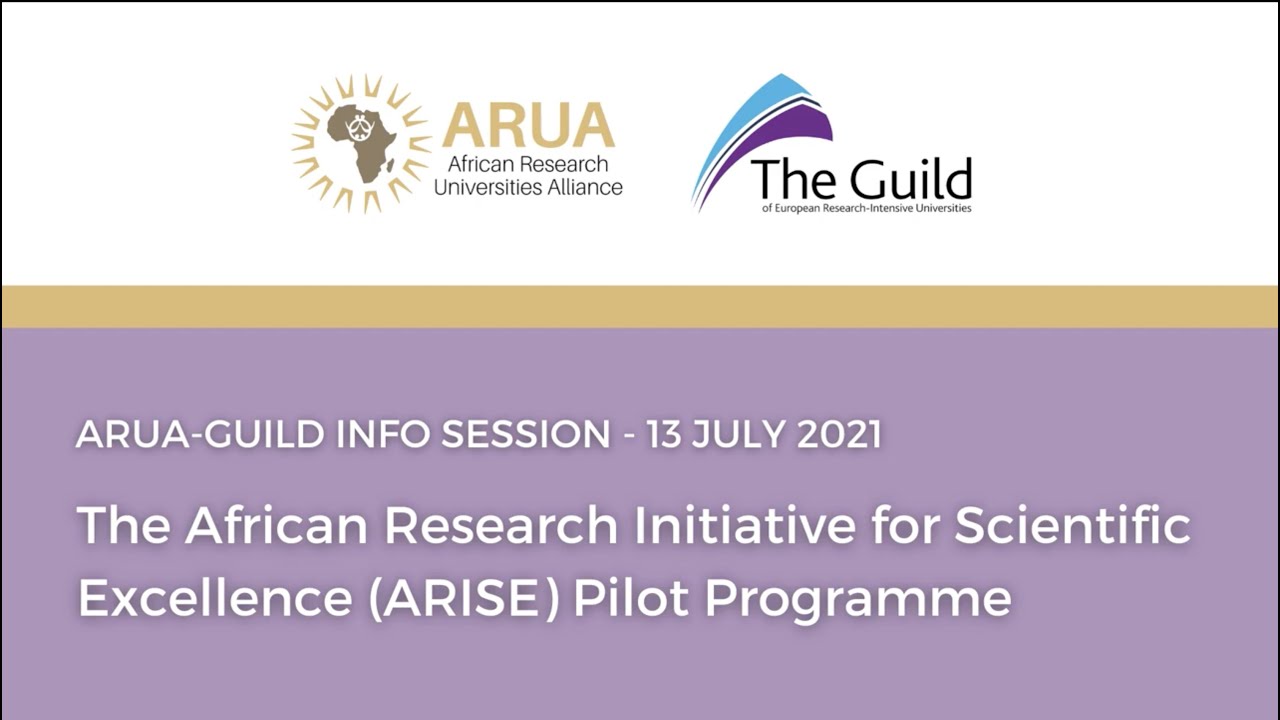 ARUA
African Research
Universities Alliance
The Guild
of European Research-Intensive Universities
ARUA-GUILD INFO SESSION - 13 JULY 2021
The African Research Initiative for Scientific
Excellence (ARISE) Pilot Programme